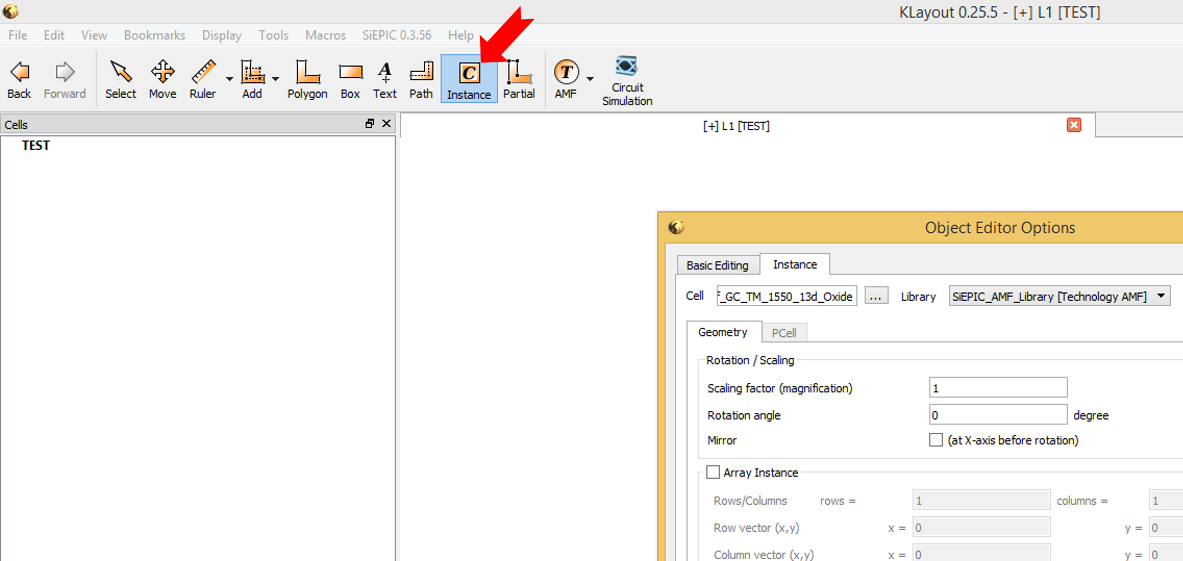 KLayout 0.25.5 - [+] L1 [TEST]
File Edit View Bookmarks Display Tools Macros SiEPIC 0.3.56 Help
Back Forward Select Move Ruler Add Polygon Box Text Path Instance Partial AMF Circuit
Simulation
Cells
[+] L1 [TEST]
TEST
Object Editor Options
Basic Editing Instance
Cell _GC_TM_1550_13d_Oxide ... Library SiEPIC_AMF_Library [Technology AMF]
Geometry PCell
Rotation / Scaling
Scaling factor (magnification) 1
Rotation angle 0 degree
Mirror (at X-axis before rotation)
Array Instance
Rows/Columns rows = 1 columns = 1
Row vector (x,y) x = 0 y = 0
Column vector (x,y) x = 0 y = 0